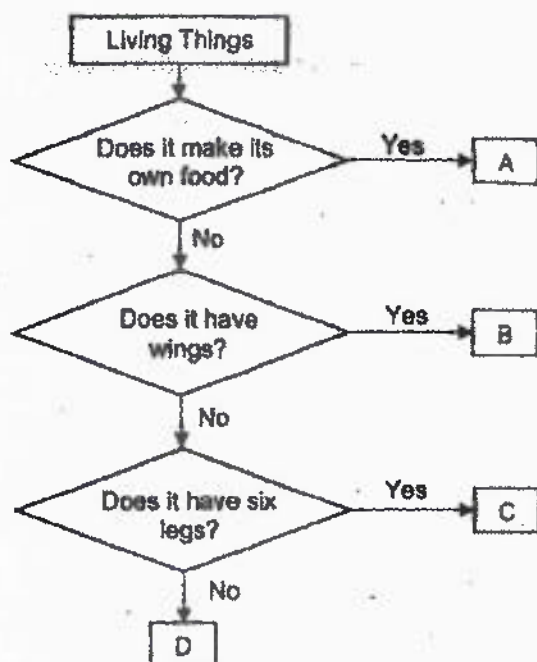 Living Things
Does it make its
own food?
Yes
A
No
Does it have
wings?
Yes
B
No
Does it have six
legs?
Yes
C
No
D